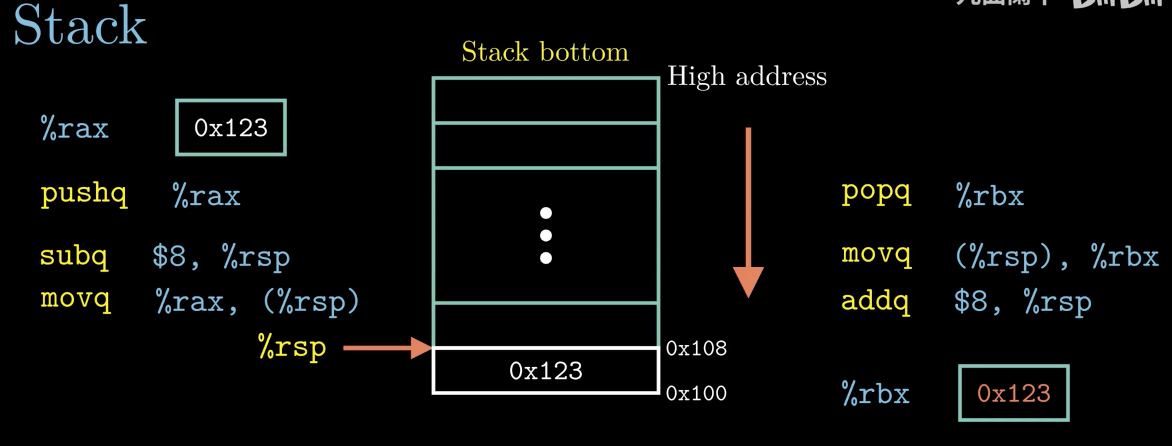 Stack
Stack bottom
High address
%rax 0x123
pushq %rax
subq $8, %rsp
movq %rax, (%rsp)
%rsp
0x108
0x123
0x100
popq %rbx
movq (%rsp), %rbx
addq $8, %rsp
%rbx 0x123